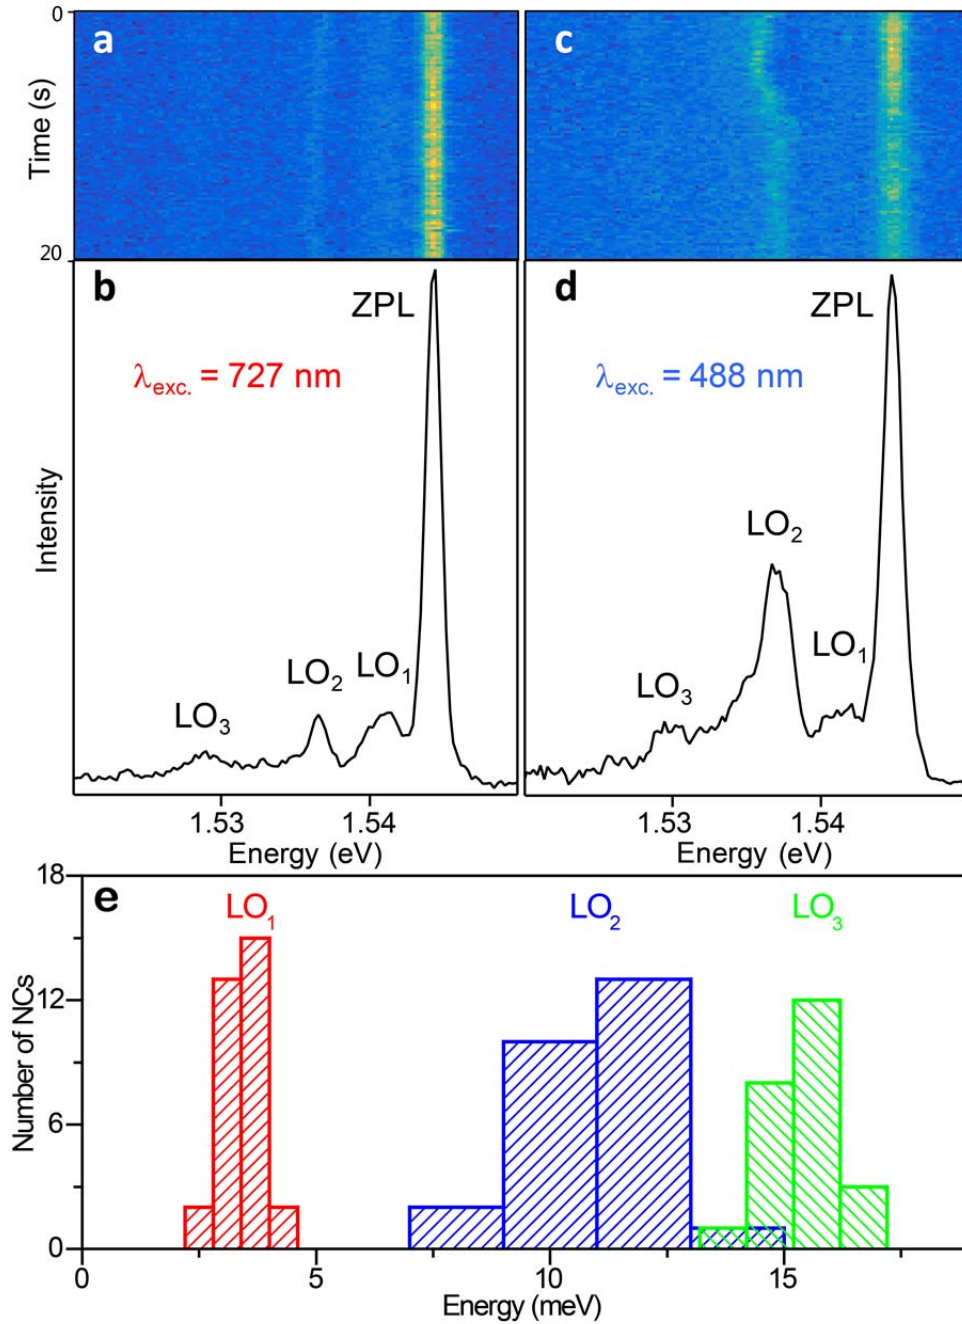 0
a
c
Time (s)
20
b
ZPL
λexc. = 727 nm
LO3
LO2
LO1
Intensity
1.53
1.54
Energy (eV)
d
ZPL
λexc. = 488 nm
LO3
LO2
LO1
1.53
1.54
Energy (eV)
e
LO1
LO2
LO3
18
12
6
0
Number of NCs
0
5
10
15
Energy (meV)